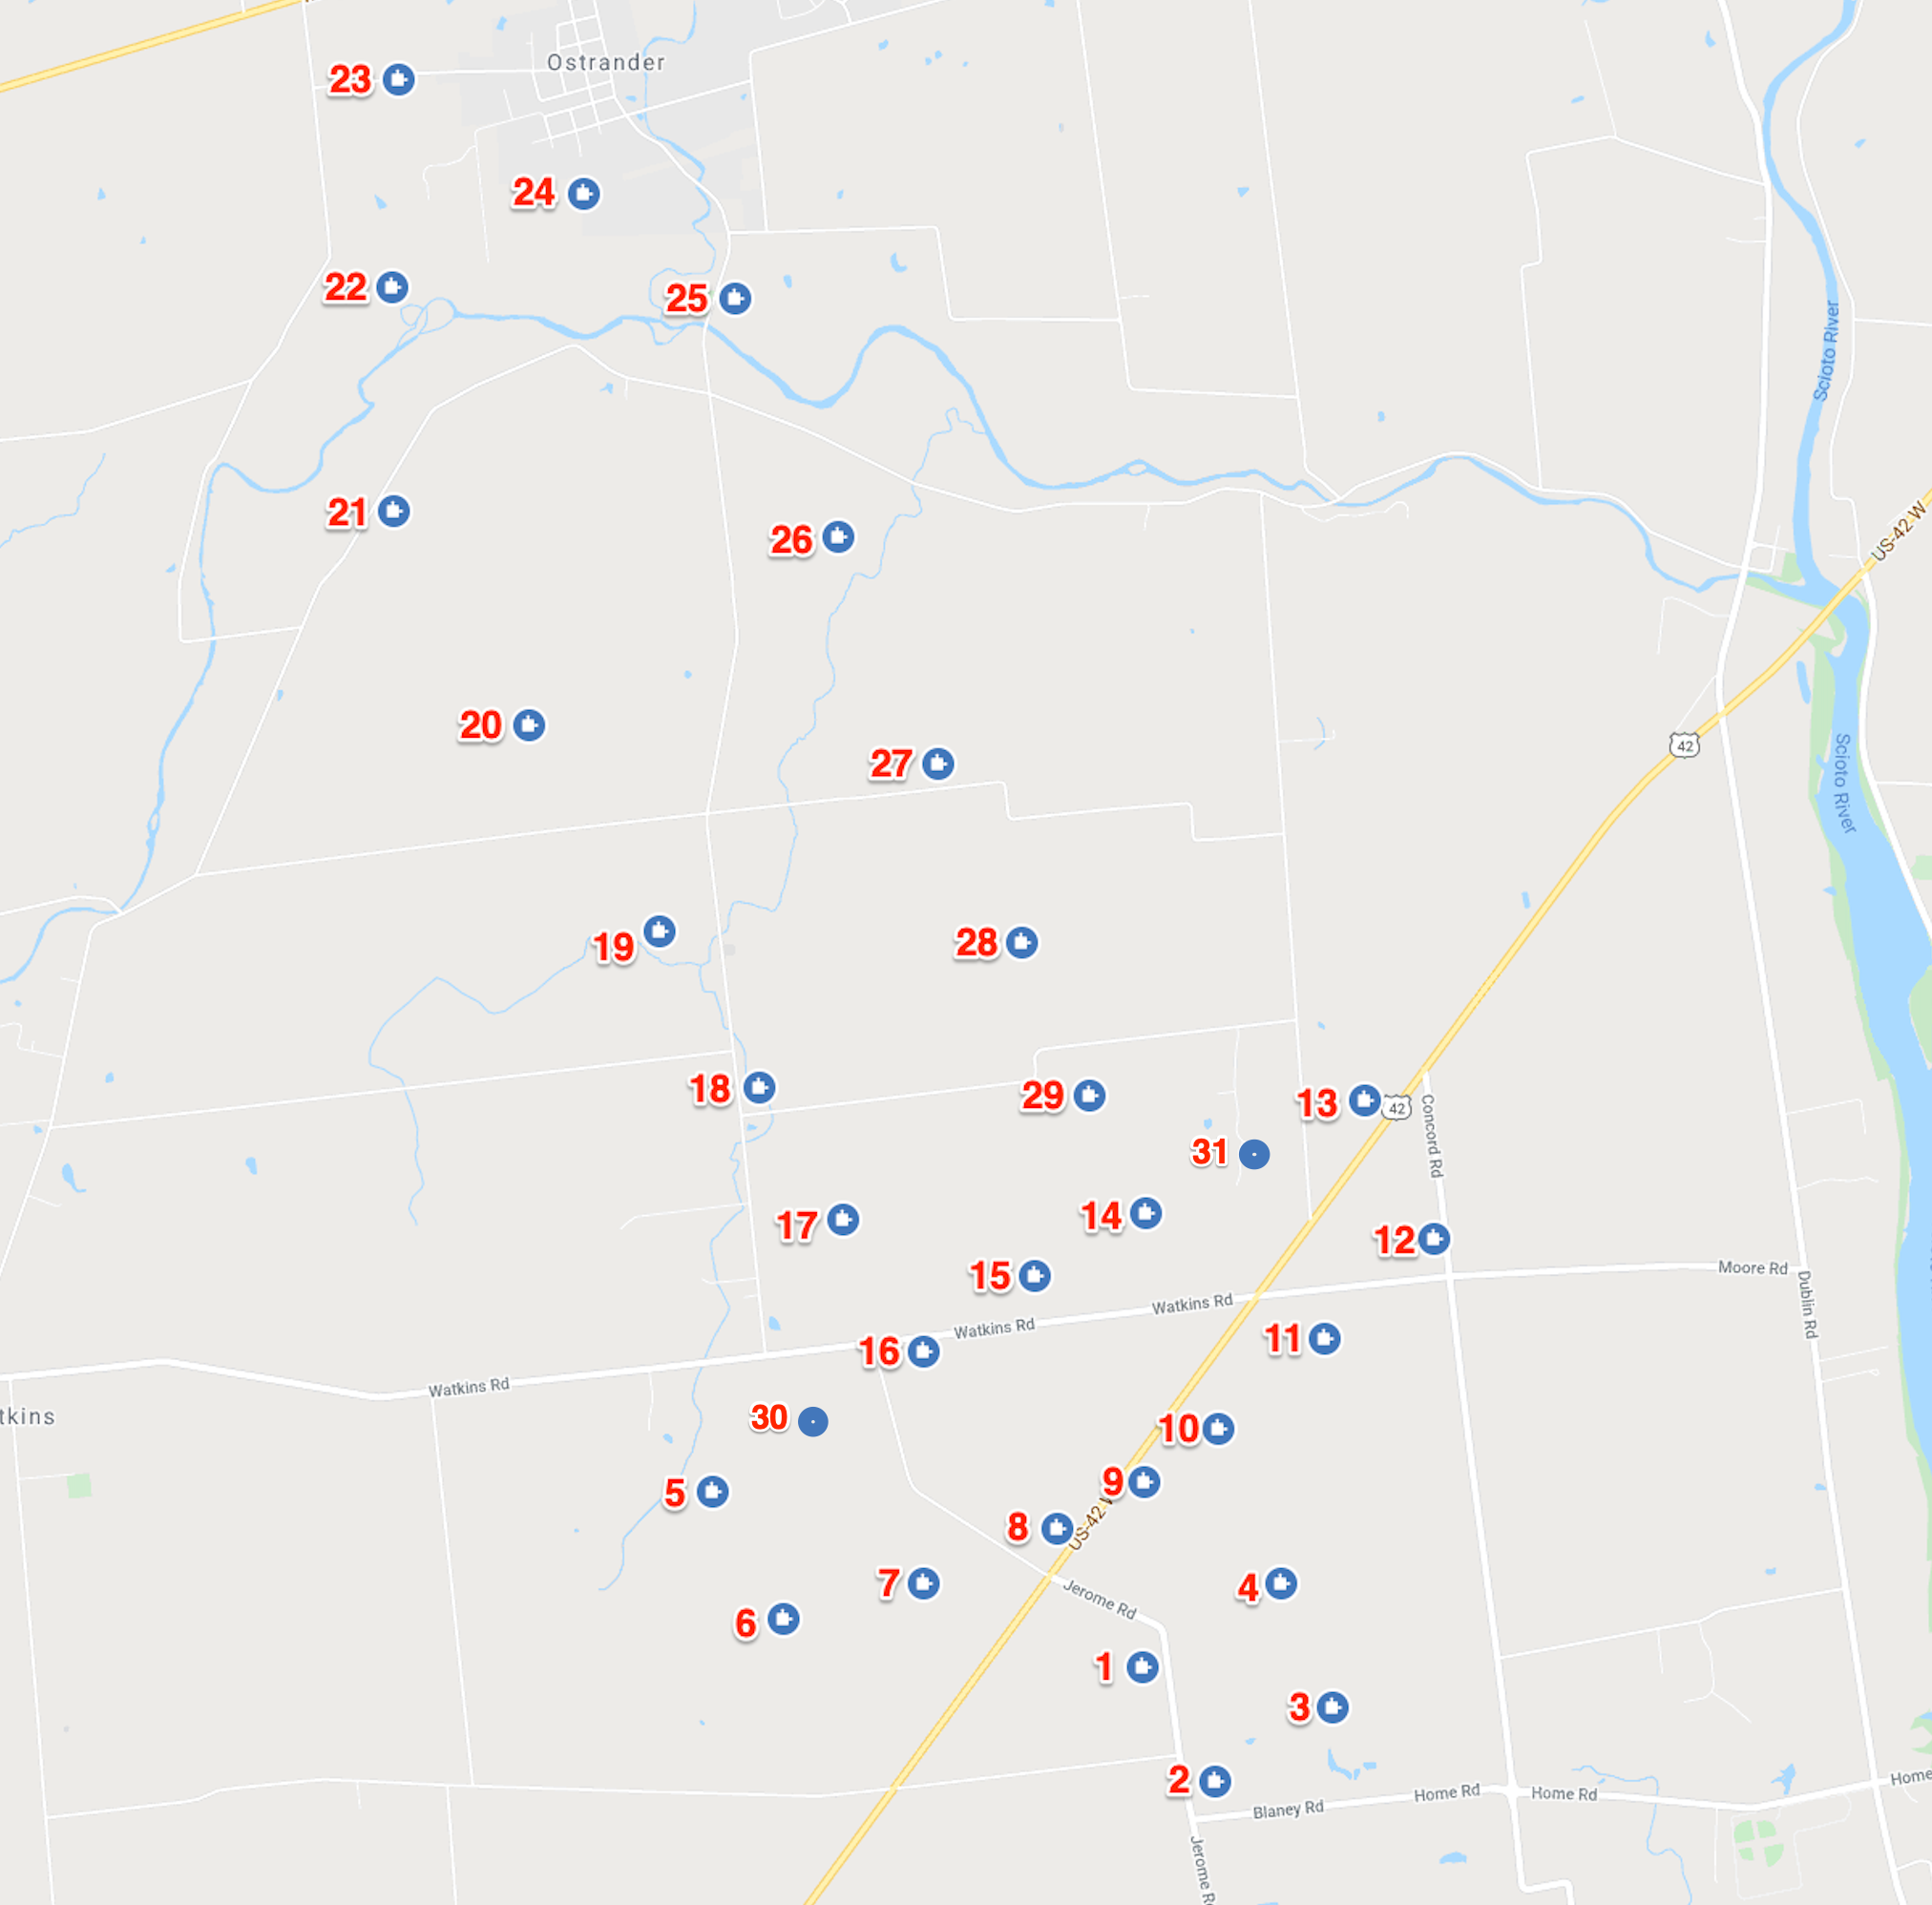 Ostrander
23
24
22
25
Scioto River
21
26
US-42 W
20
27
42
Scioto River
19
28
18
29
13
42
Concord Rd
31
17
14
12
15
Moore Rd
Dublin Rd
Watkins Rd
Watkins Rd
16
11
Watkins Rd
tkins
30
10
5
9
8
US-42 W
7
4
Jerome Rd
6
1
3
2
Home Rd
Home Rd
Home
Blaney Rd
Jerome R